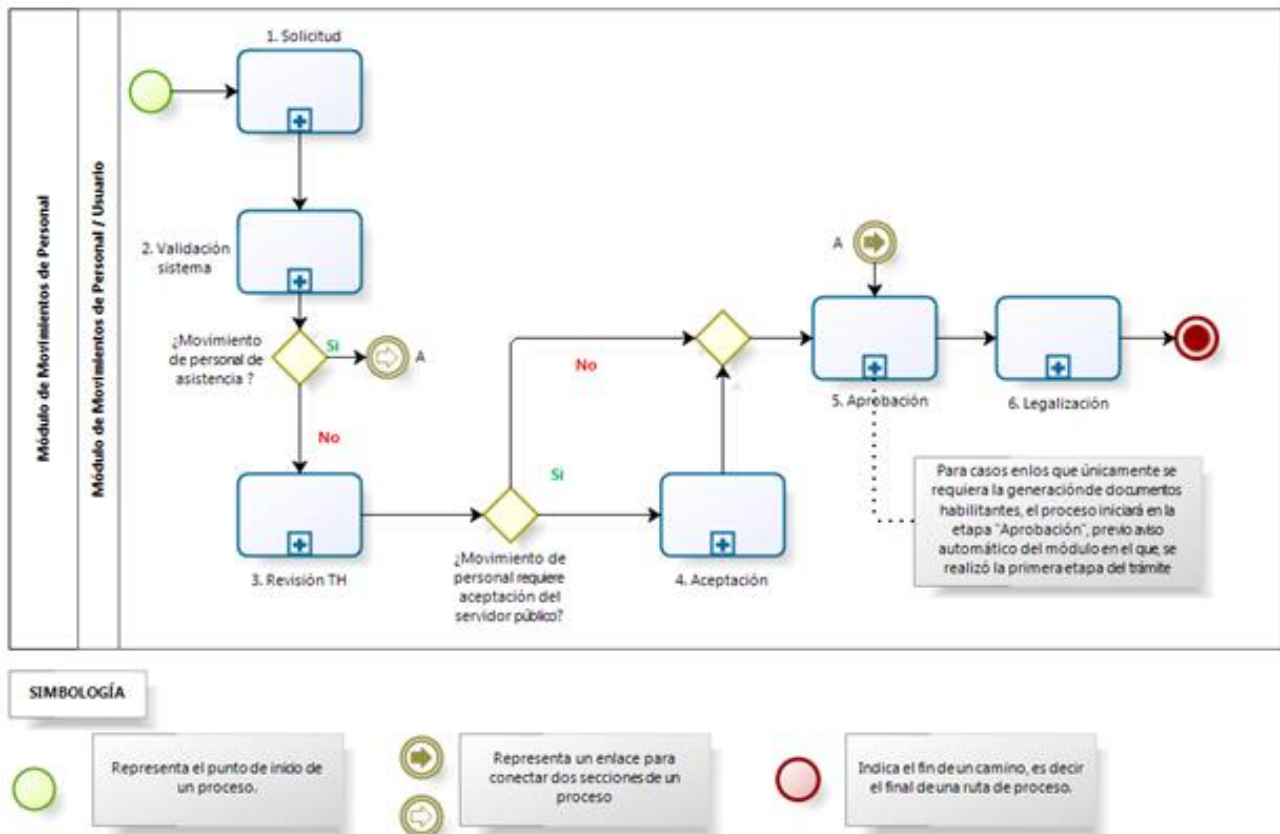 Módulo de Movimientos de Personal
Módulo de Movimientos de Personal / Usuario
1. Solicitud
2. Validación
sistema
¿Movimiento
de personal de
asistencia ?
Si
A
No
3. Revisión TH
¿Movimiento de
personal requiere
aceptación del
servidor público?
No
Si
4. Aceptación
A
5. Aprobación
6. Legalización
Para casos en los que únicamente se
requiera la generación de documentos
habilitantes, el proceso iniciará en la
etapa "Aprobación", previo aviso
automático del módulo en el que, se
realizó la primera etapa del trámite
SIMBOLOGÍA
Representa el punto de inicio de
un proceso.
Representa un enlace para
conectar dos secciones de un
proceso
Indica el fin de un camino, es decir
el final de una ruta de proceso.